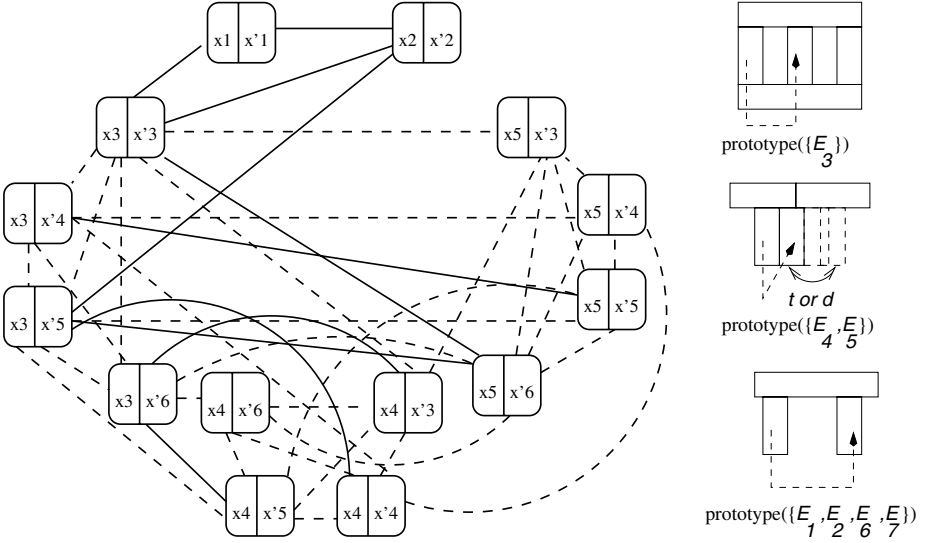 x1 x'1
x2 x'2
x3 x'3
x5 x'3
prototype({E3})
x3 x'4
x5 x'4
x3 x'5
x5 x'5
t or d
prototype({E4,E5})
x3 x'6
x4 x'6
x4 x'3
x5 x'6
x4 x'5
x4 x'4
prototype({E1,E2,E6,E7})